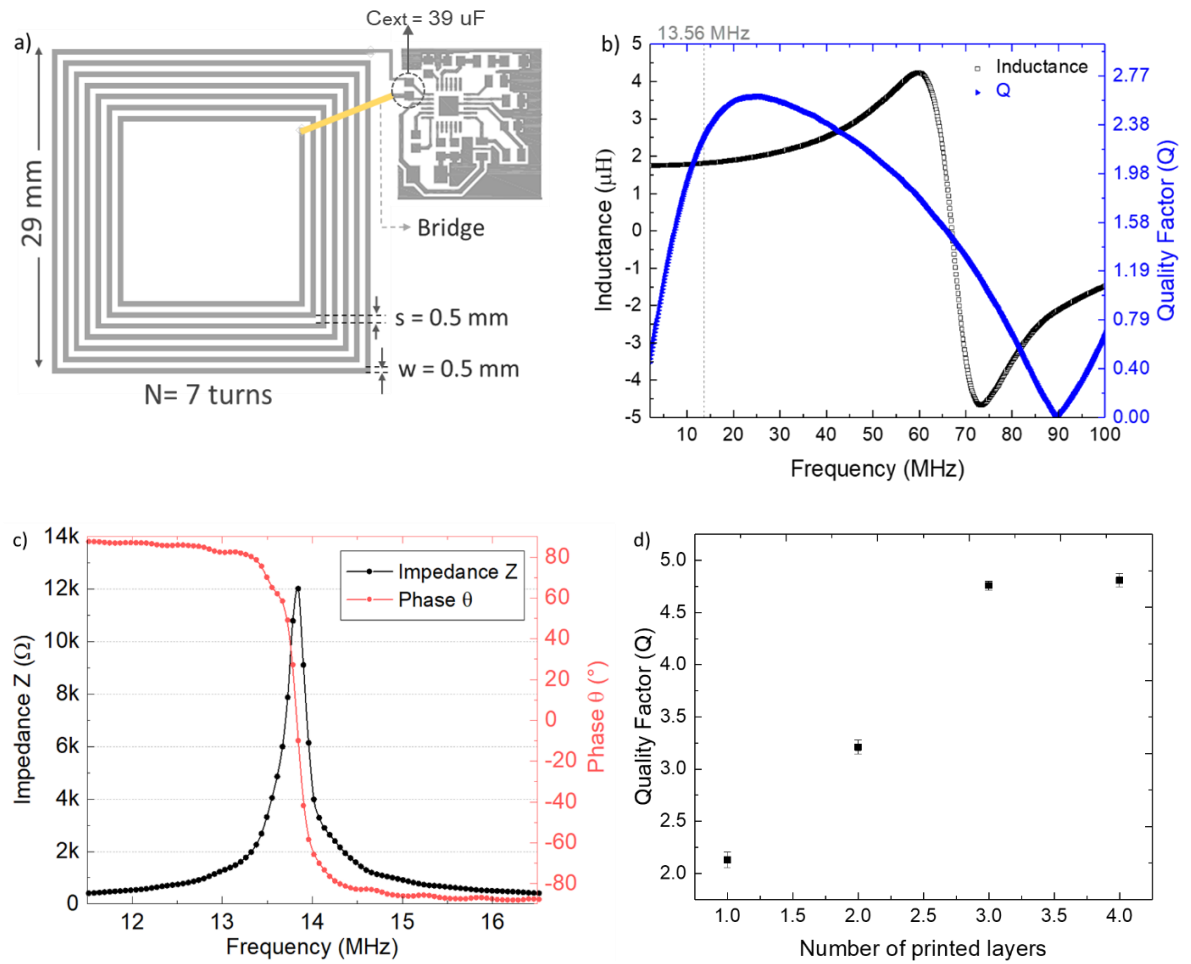 a)
Cext = 39 uF
29 mm
Bridge
s = 0.5 mm
w = 0.5 mm
N= 7 turns
b)
13.56 MHz
Inductance
Q
5
4
3
2
1
0
-1
-2
-3
-4
-5
Inductance (μH)
2.77
2.38
1.98
1.58
1.19
0.79
0.40
0.00
Quality Factor (Q)
10 20 30 40 50 60 70 80 90 100
Frequency (MHz)
c)
Impedance Z
Phase θ
14k
12k
10k
8k
6k
4k
2k
0
Impedance Z (Ω)
80
60
40
20
0
-20
-40
-60
-80
Phase θ (°)
12 13 14 15 16
Frequency (MHz)
d)
5.0
4.5
4.0
3.5
3.0
2.5
2.0
Quality Factor (Q)
1.0 1.5 2.0 2.5 3.0 3.5 4.0
Number of printed layers